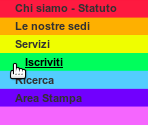 Chi siamo - Statuto
Le nostre sedi
Servizi
Iscriviti
Ricerca
Area Stampa